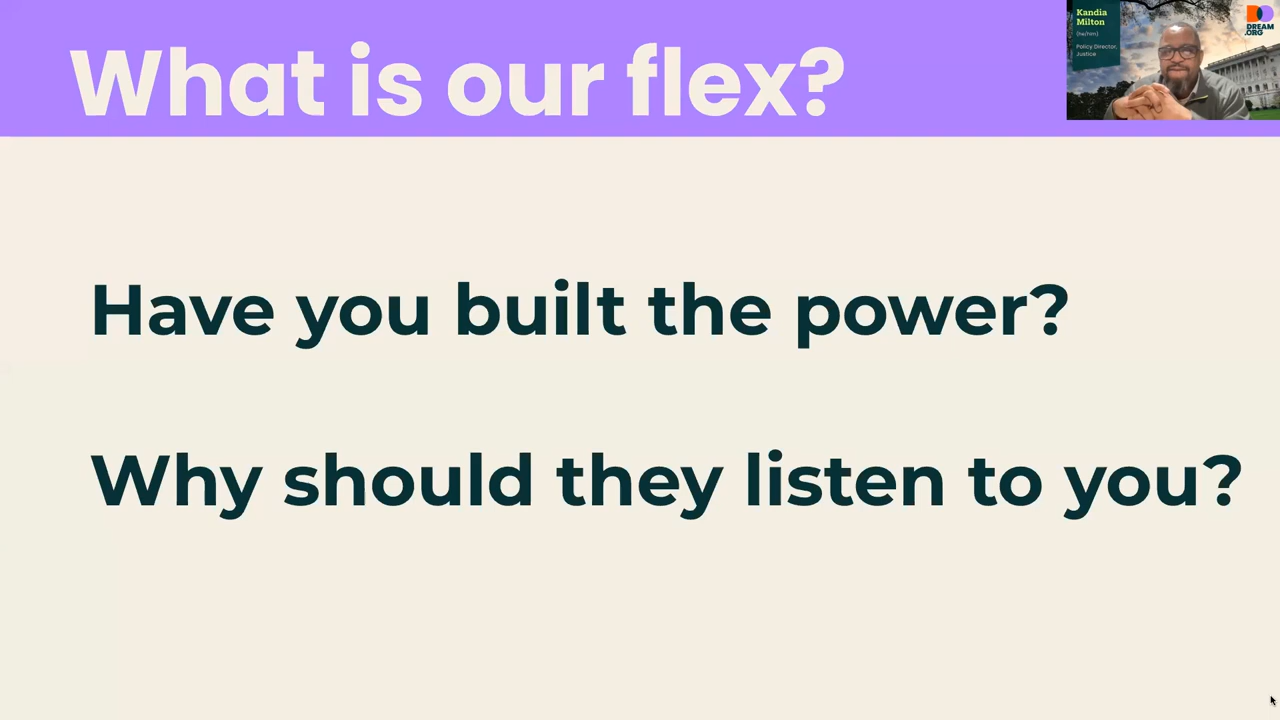 What is our flex?
Kandia
Milton
(he/him)
Policy Director,
Justice
DREAM
.ORG
Have you built the power?
Why should they listen to you?